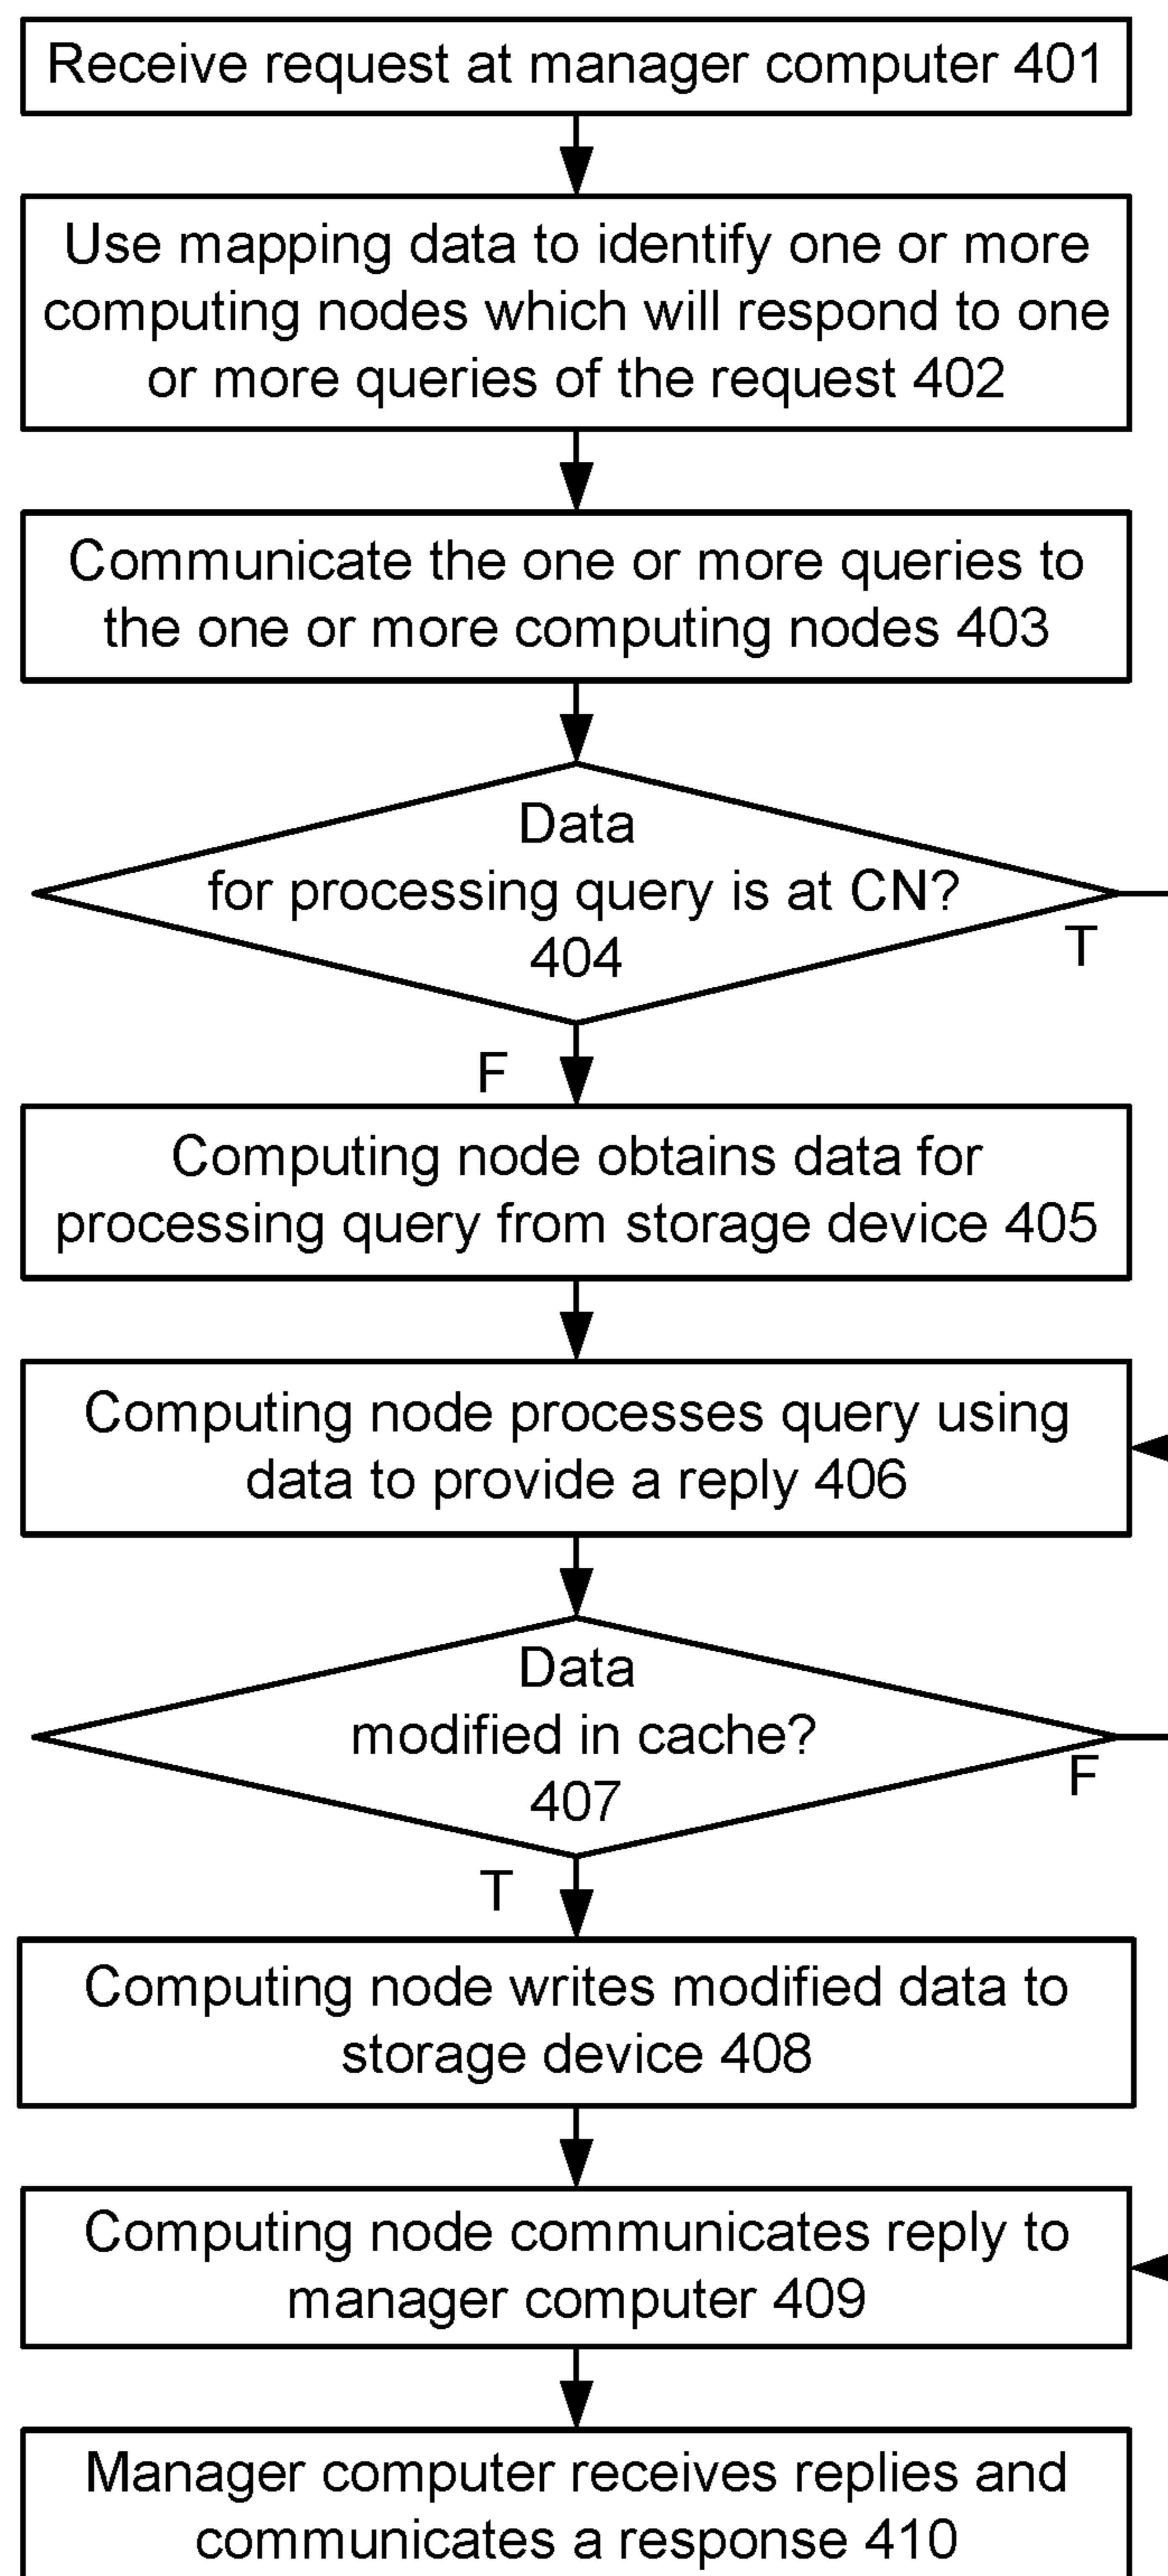 Receive request at manager computer 401
Use mapping data to identify one or more
computing nodes which will respond to one
or more queries of the request 402
Communicate the one or more queries to
the one or more computing nodes 403
Data
for processing query is at CN?
404
T
F
Computing node obtains data for
processing query from storage device 405
Computing node processes query using
data to provide a reply 406
Data
modified in cache?
407
F
T
Computing node writes modified data to
storage device 408
Computing node communicates reply to
manager computer 409
Manager computer receives replies and
communicates a response 410